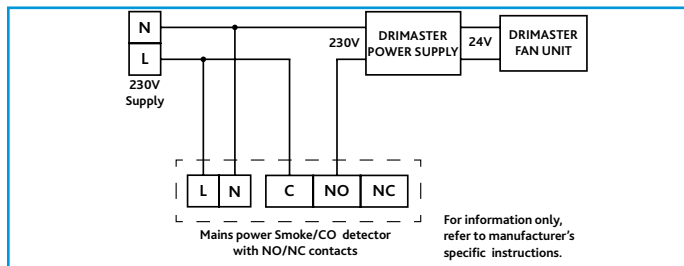 N
L
230V
Supply
230V
DRIMASTER
POWER SUPPLY
24V
DRIMASTER
FAN UNIT
L N C NO NC
Mains power Smoke/CO detector
with NO/NC contacts
For information only,
refer to manufacturer's
specific instructions.